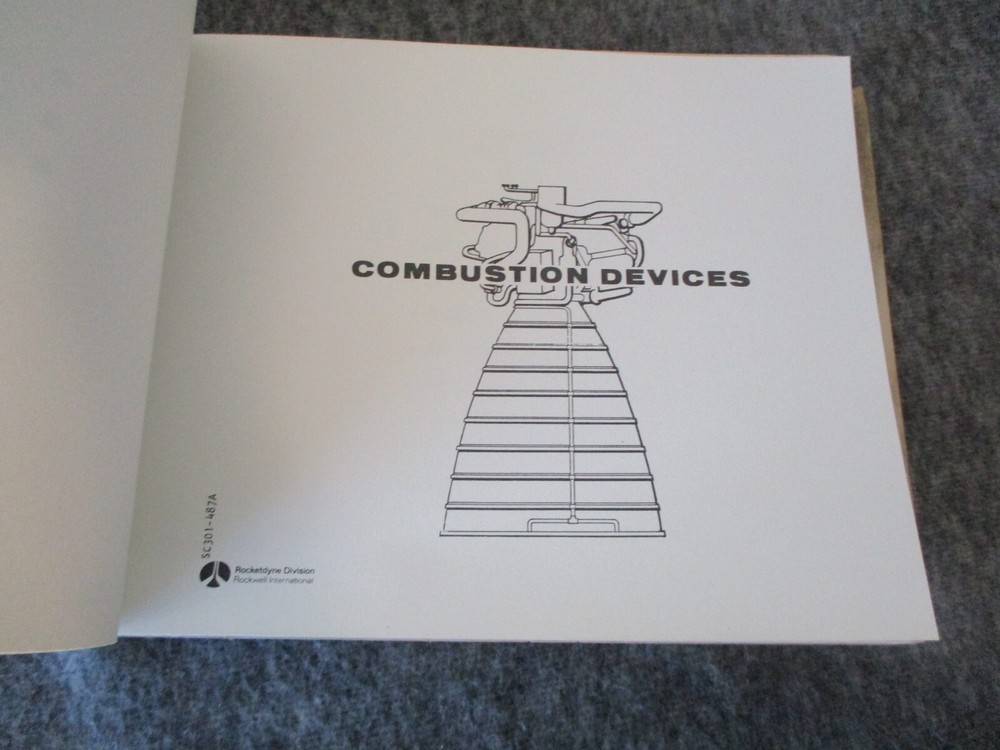 COMBUSTION DEVICES
SC301-487A
Rocketdyne Division
Rockwell International